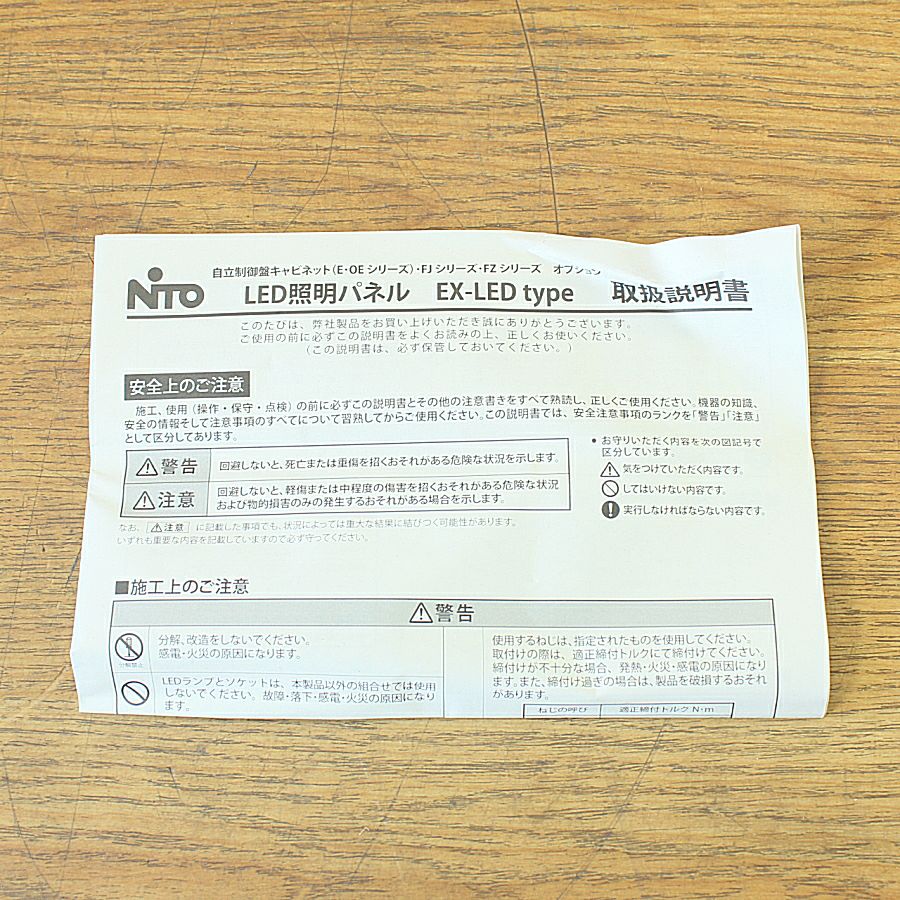 自立制御盤キャビネット（E・OEシリーズ）・FJシリーズ・FZシリーズ オプション
NiTO LED照明パネル EX-LED type 取扱説明書
このたびは、弊社製品をお買い上げいただき誠にありがとうございます。
ご使用の前に必ずこの説明書をよくお読みの上、正しくお使いください。
（この説明書は、必ず保管しておいてください。）
安全上のご注意
施工、使用（操作・保守・点検）の前に必ずこの説明書とその他の注意書きをすべて熟読し、正しくご使用ください。機器の知識、
安全の情報そして注意事項のすべてについて習熟してからご使用ください。この説明書では、安全注意事項のランクを「警告」「注意」
として区分してあります。
警告 回避しないと、死亡または重傷を招くおそれがある危険な状況を示します。
注意 回避しないと、軽傷または中程度の傷害を招くおそれがある危険な状況
および物的損害のみの発生するおそれがある場合を示します。
なお、注意 に記載した事項でも、状況によっては重大な結果に結びつく可能性があります。
いずれも重要な内容を記載していますので必ず守ってください。
• お守りいただく内容を次の図記号で
区分しています。
気をつけていただく内容です。
してはいけない内容です。
実行しなければならない内容です。
■施工上のご注意
警告
分解禁止
分解、改造をしないでください。
感電・火災の原因になります。
LEDランプとソケットは、本製品以外の組合せでは使用
しないでください。故障・落下・感電・火災の原因になり
ます。
使用するねじは、指定されたものを使用してください。
取付けの際は、適正締付トルクにて締付てください。
締付けが不十分な場合、発熱・火災・感電の原因になり
ます。また、締付け過ぎの場合は、製品を破損するおそれ
があります。
ねじの呼び 適正締付トルク N・m